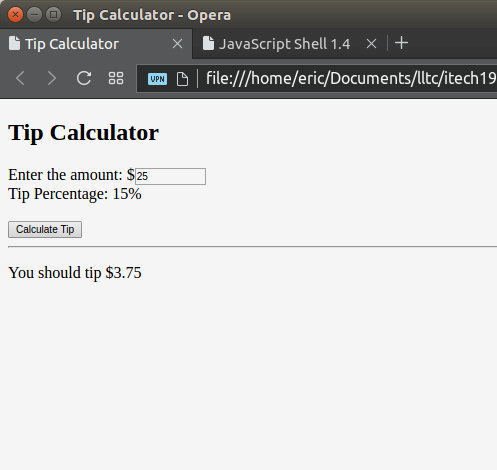 Tip Calculator - Opera
Tip Calculator
JavaScript Shell 1.4
VPN
file:///home/eric/Documents/lltc/itech19
Tip Calculator
Enter the amount: $25
Tip Percentage: 15%
Calculate Tip
You should tip $3.75